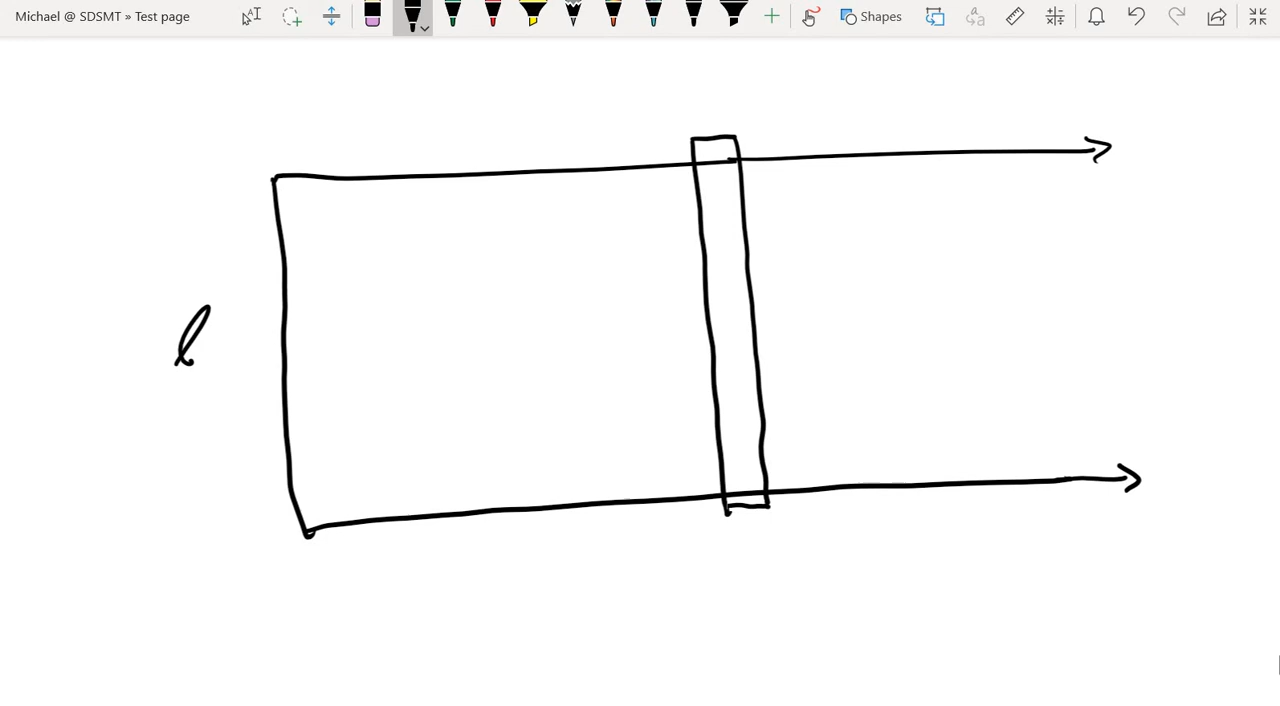 Michael @ SDSMT » Test page
Shapes
ℓ